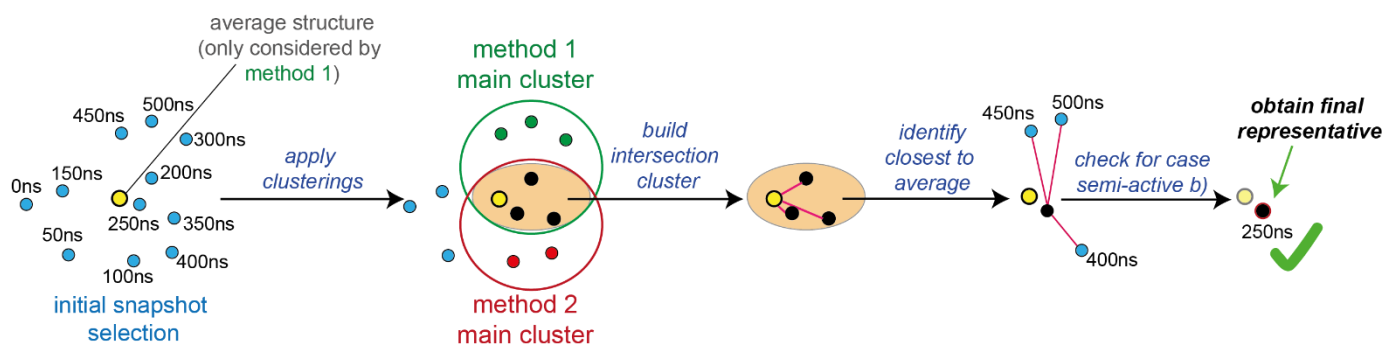 average structure
(only considered by
method 1)
450ns
500ns
300ns
150ns
200ns
0ns
250ns
350ns
50ns
100ns
400ns
initial snapshot
selection
apply
clusterings
method 1
main cluster
method 2
main cluster
build
intersection
cluster
identify
closest to
average
450ns
500ns
400ns
check for case
semi-active b)
obtain final
representative
250ns